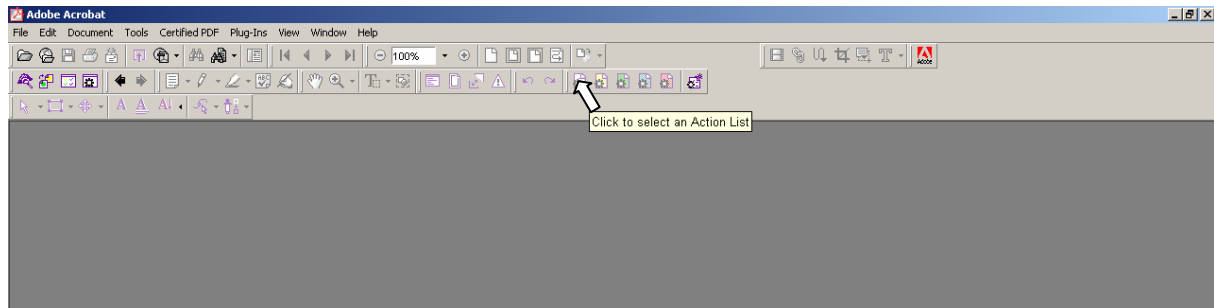 Adobe Acrobat
File Edit Document Tools Certified PDF Plug-Ins View Window Help
100%
Click to select an Action List